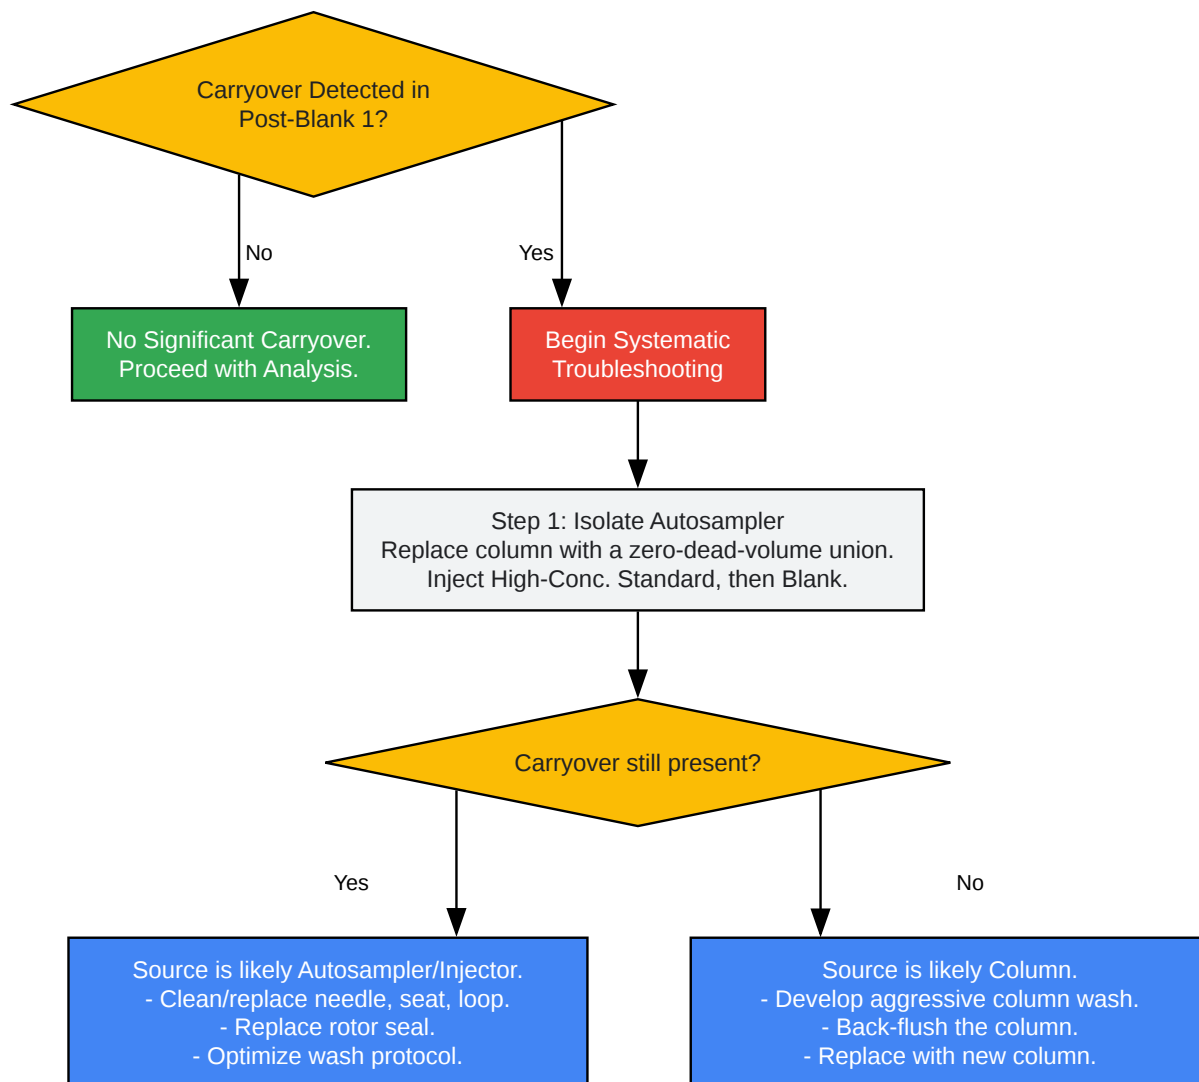 Carryover Detected in
Post-Blank 1?
No
Yes
No Significant Carryover.
Proceed with Analysis.
Begin Systematic
Troubleshooting
Step 1: Isolate Autosampler
Replace column with a zero-dead-volume union.
Inject High-Conc. Standard, then Blank.
Carryover still present?
Yes
No
Source is likely Autosampler/Injector.
- Clean/replace needle, seat, loop.
- Replace rotor seal.
- Optimize wash protocol.
Source is likely Column.
- Develop aggressive column wash.
- Back-flush the column.
- Replace with new column.